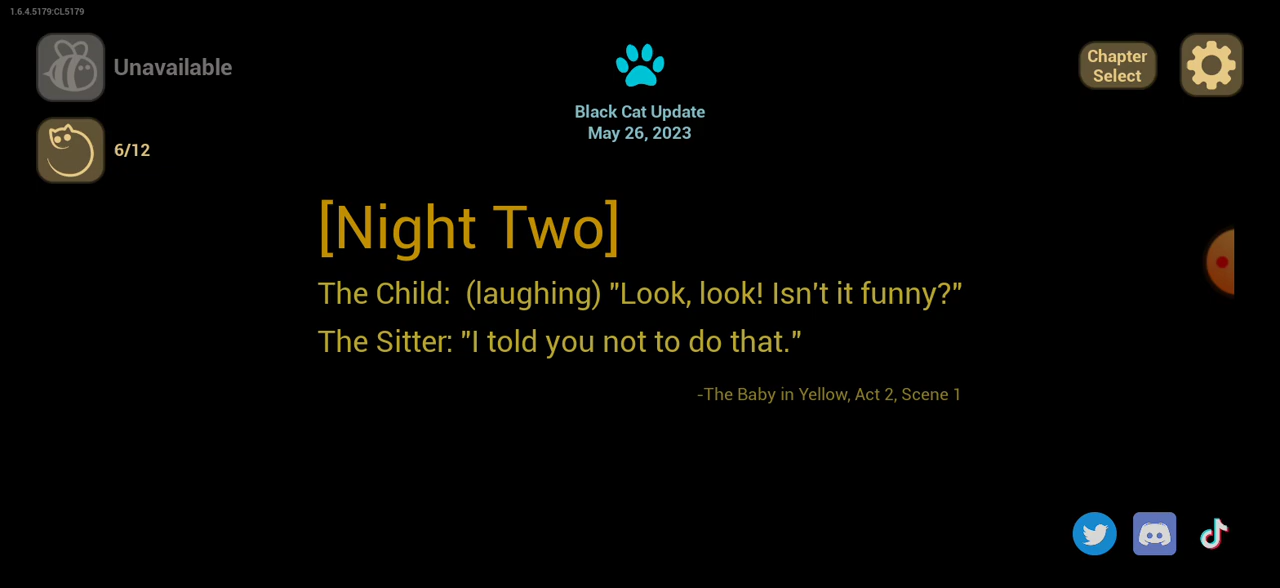 1.6.4.5179:CL5179
Unavailable
Black Cat Update
May 26, 2023
Chapter
Select
6/12
[Night Two]
The Child:  (laughing) "Look, look! Isn't it funny?"
The Sitter: "I told you not to do that."
-The Baby in Yellow, Act 2, Scene 1